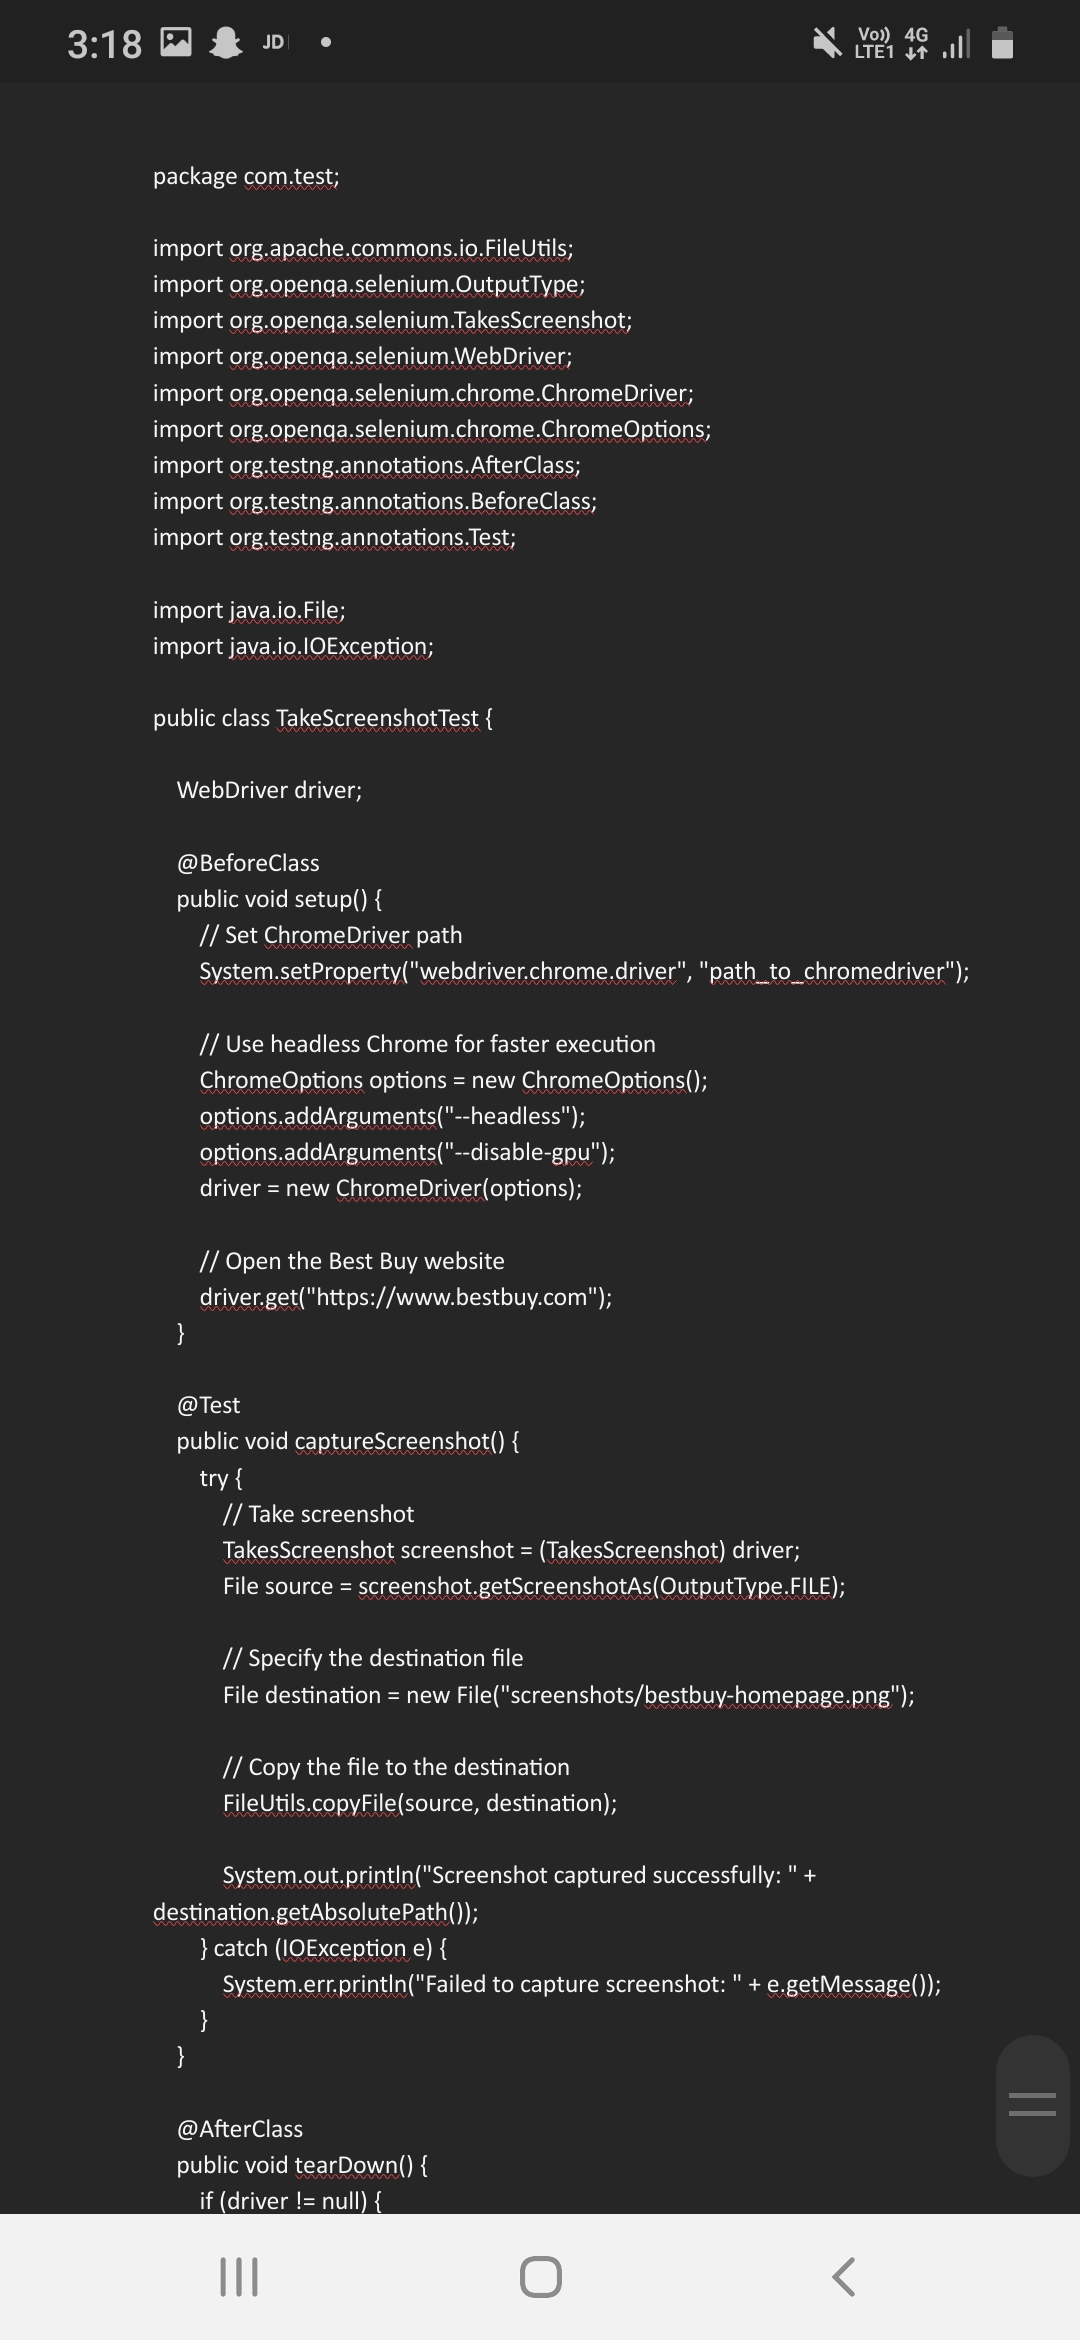 3:18 JD
Vo)) 4G
LTE1
package com.test;
import org.apache.commons.io.FileUtils;
import org.openqa.selenium.OutputType;
import org.openqa.selenium.TakesScreenshot;
import org.openqa.selenium.WebDriver;
import org.openqa.selenium.chrome.ChromeDriver;
import org.openqa.selenium.chrome.ChromeOptions;
import org.testng.annotations.AfterClass;
import org.testng.annotations.BeforeClass;
import org.testng.annotations.Test;
import java.io.File;
import java.io.IOException;
public class TakeScreenshotTest {
WebDriver driver;
@BeforeClass
public void setup() {
// Set ChromeDriver path
System.setProperty("webdriver.chrome.driver", "path_to_chromedriver");
// Use headless Chrome for faster execution
ChromeOptions options = new ChromeOptions();
options.addArguments("--headless");
options.addArguments("--disable-gpu");
driver = new ChromeDriver(options);
// Open the Best Buy website
driver.get("https://www.bestbuy.com");
}
@Test
public void captureScreenshot() {
try {
// Take screenshot
TakesScreenshot screenshot = (TakesScreenshot) driver;
File source = screenshot.getScreenshotAs(OutputType.FILE);
// Specify the destination file
File destination = new File("screenshots/bestbuy-homepage.png");
// Copy the file to the destination
FileUtils.copyFile(source, destination);
System.out.println("Screenshot captured successfully: " +
destination.getAbsolutePath());
} catch (IOException e) {
System.err.println("Failed to capture screenshot: " + e.getMessage());
}
}
@AfterClass
public void tearDown() {
if (driver != null) {